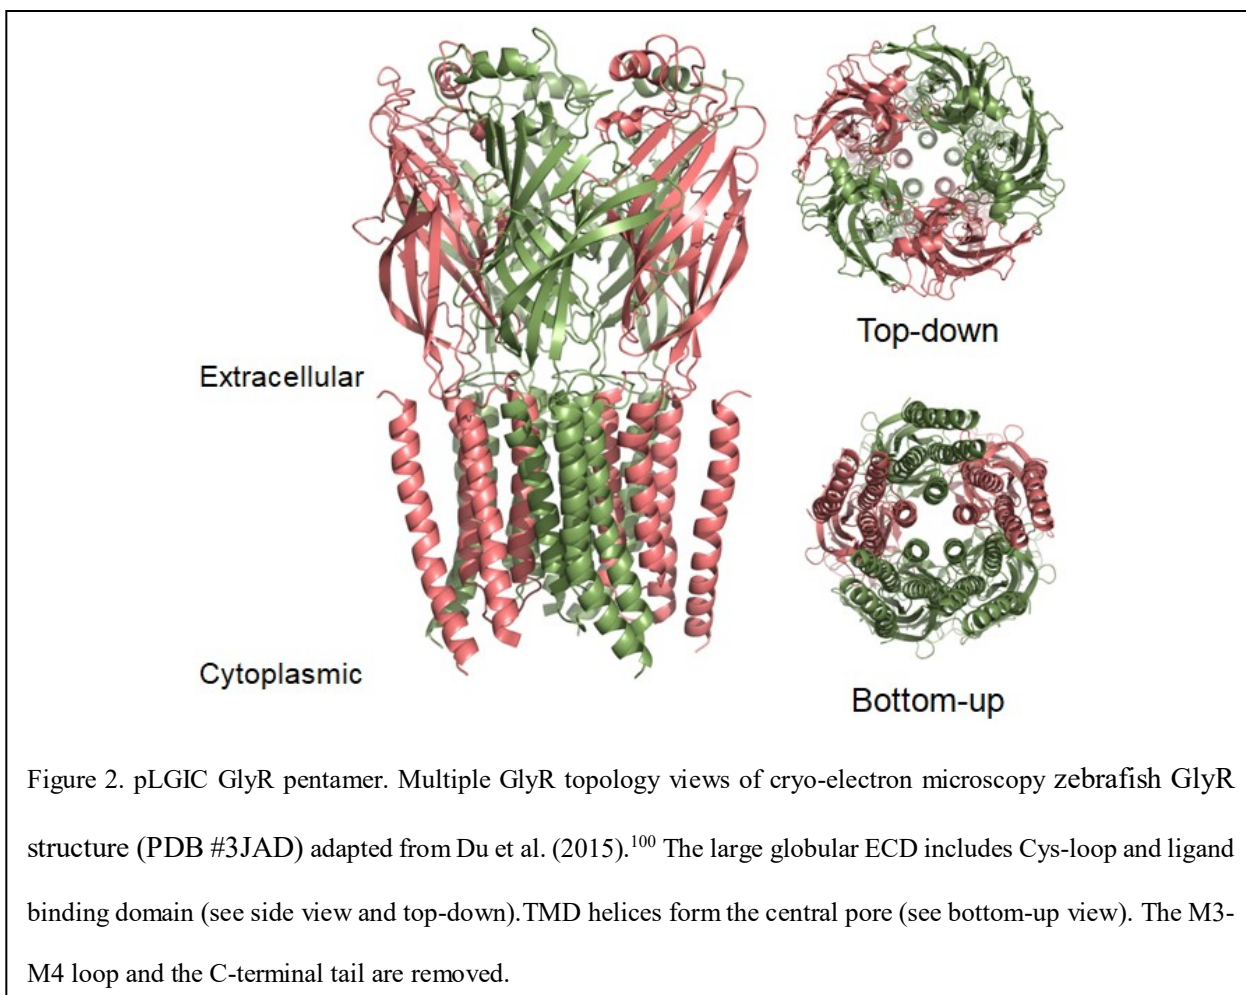 Top-down
Extracellular
Cytoplasmic
Bottom-up
Figure 2. pLGIC GlyR pentamer. Multiple GlyR topology views of cryo-electron microscopy zebrafish GlyR
structure (PDB #3JAD) adapted from Du et al. (2015).100 The large globular ECD includes Cys-loop and ligand
binding domain (see side view and top-down).TMD helices form the central pore (see bottom-up view). The M3-
M4 loop and the C-terminal tail are removed.